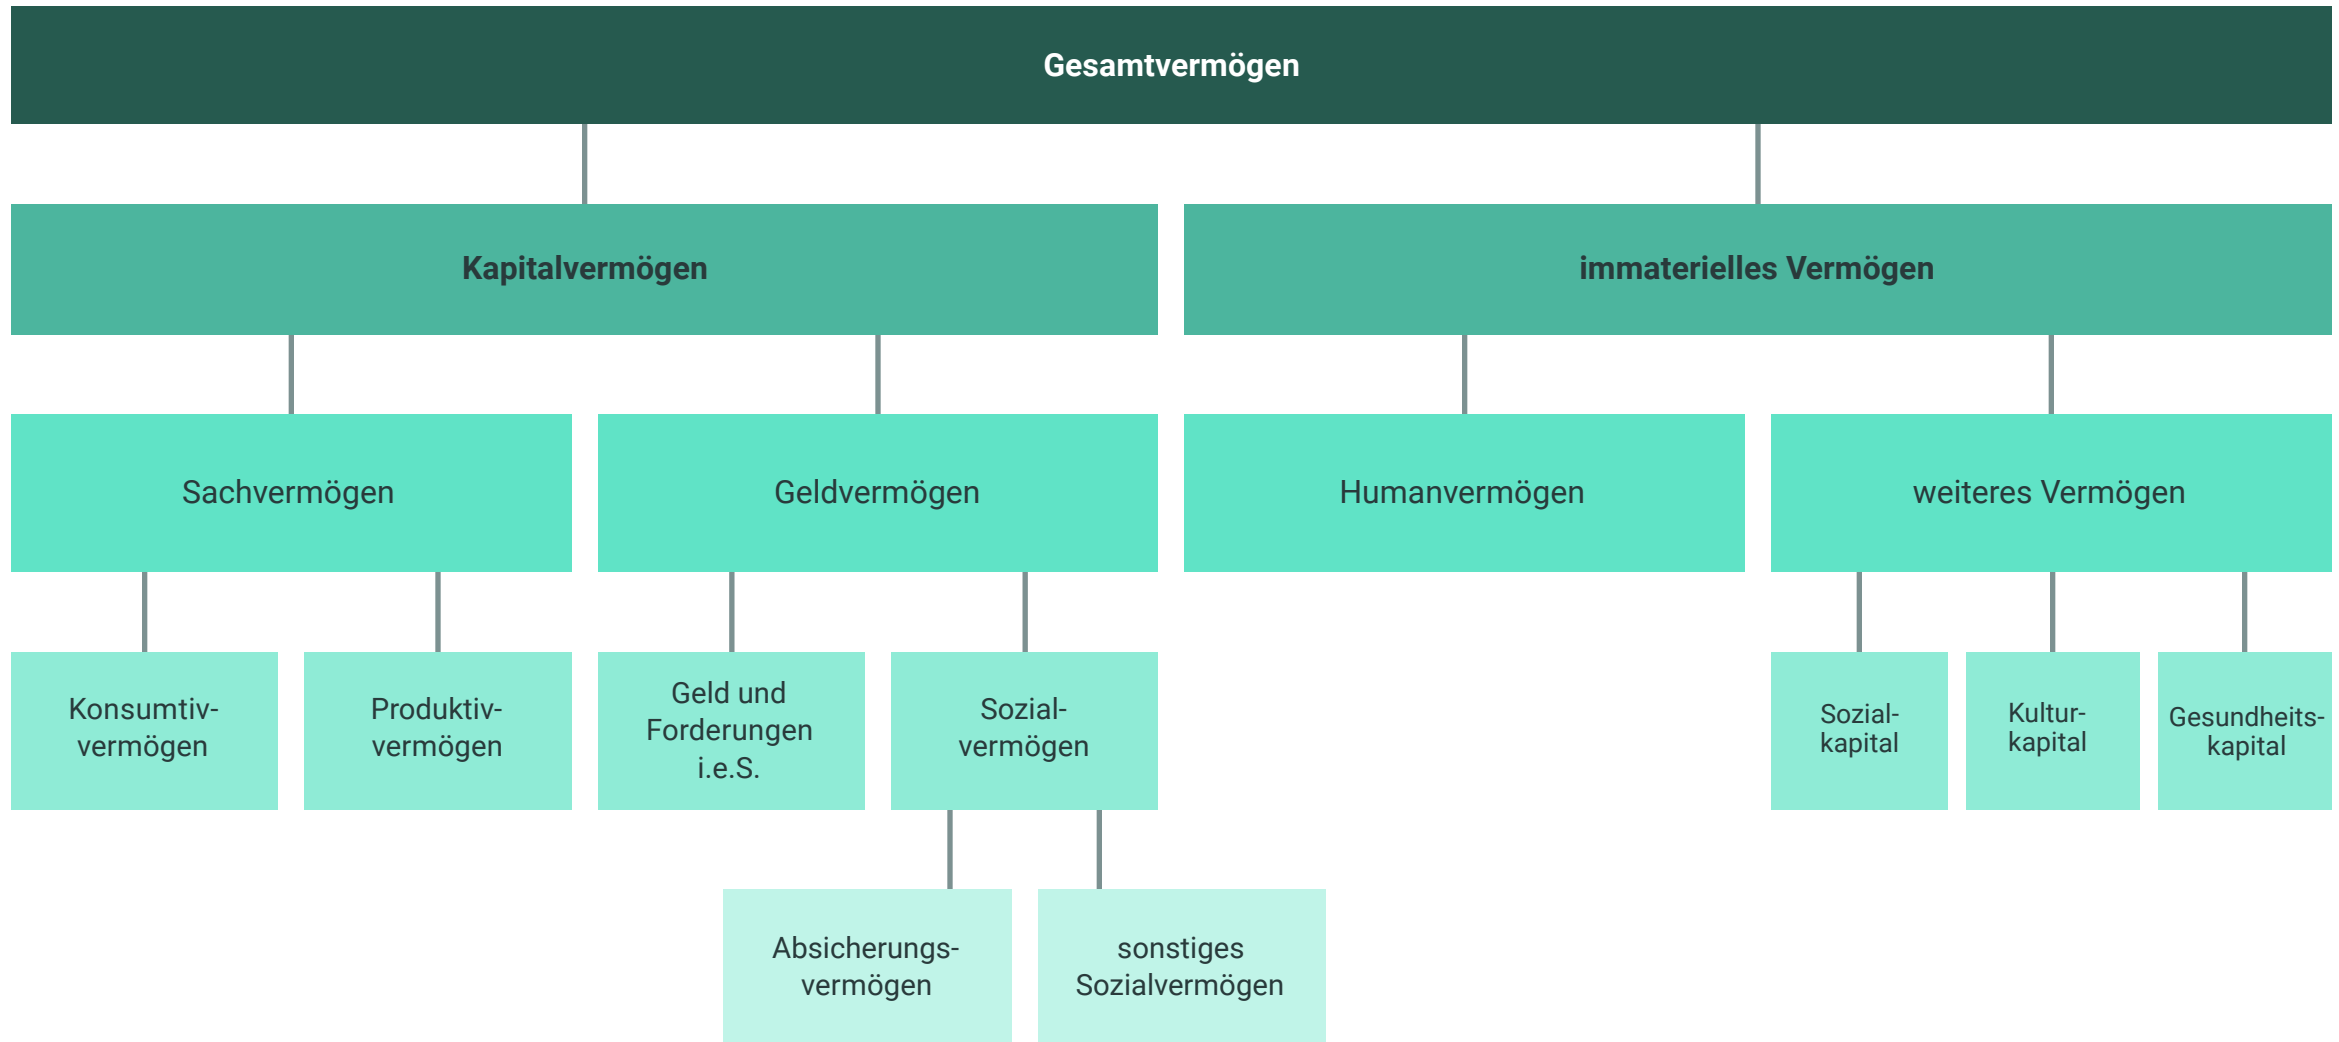 Gesamtvermögen
Kapitalvermögen
immaterielles Vermögen
Sachvermögen
Geldvermögen
Humanvermögen
weiteres Vermögen
Konsumtiv-
vermögen
Produktiv-
vermögen
Geld und
Forderungen
i.e.S.
Sozial-
vermögen
Sozial-
kapital
Kultur-
kapital
Gesundheits-
kapital
Absicherungs-
vermögen
sonstiges
Sozialvermögen